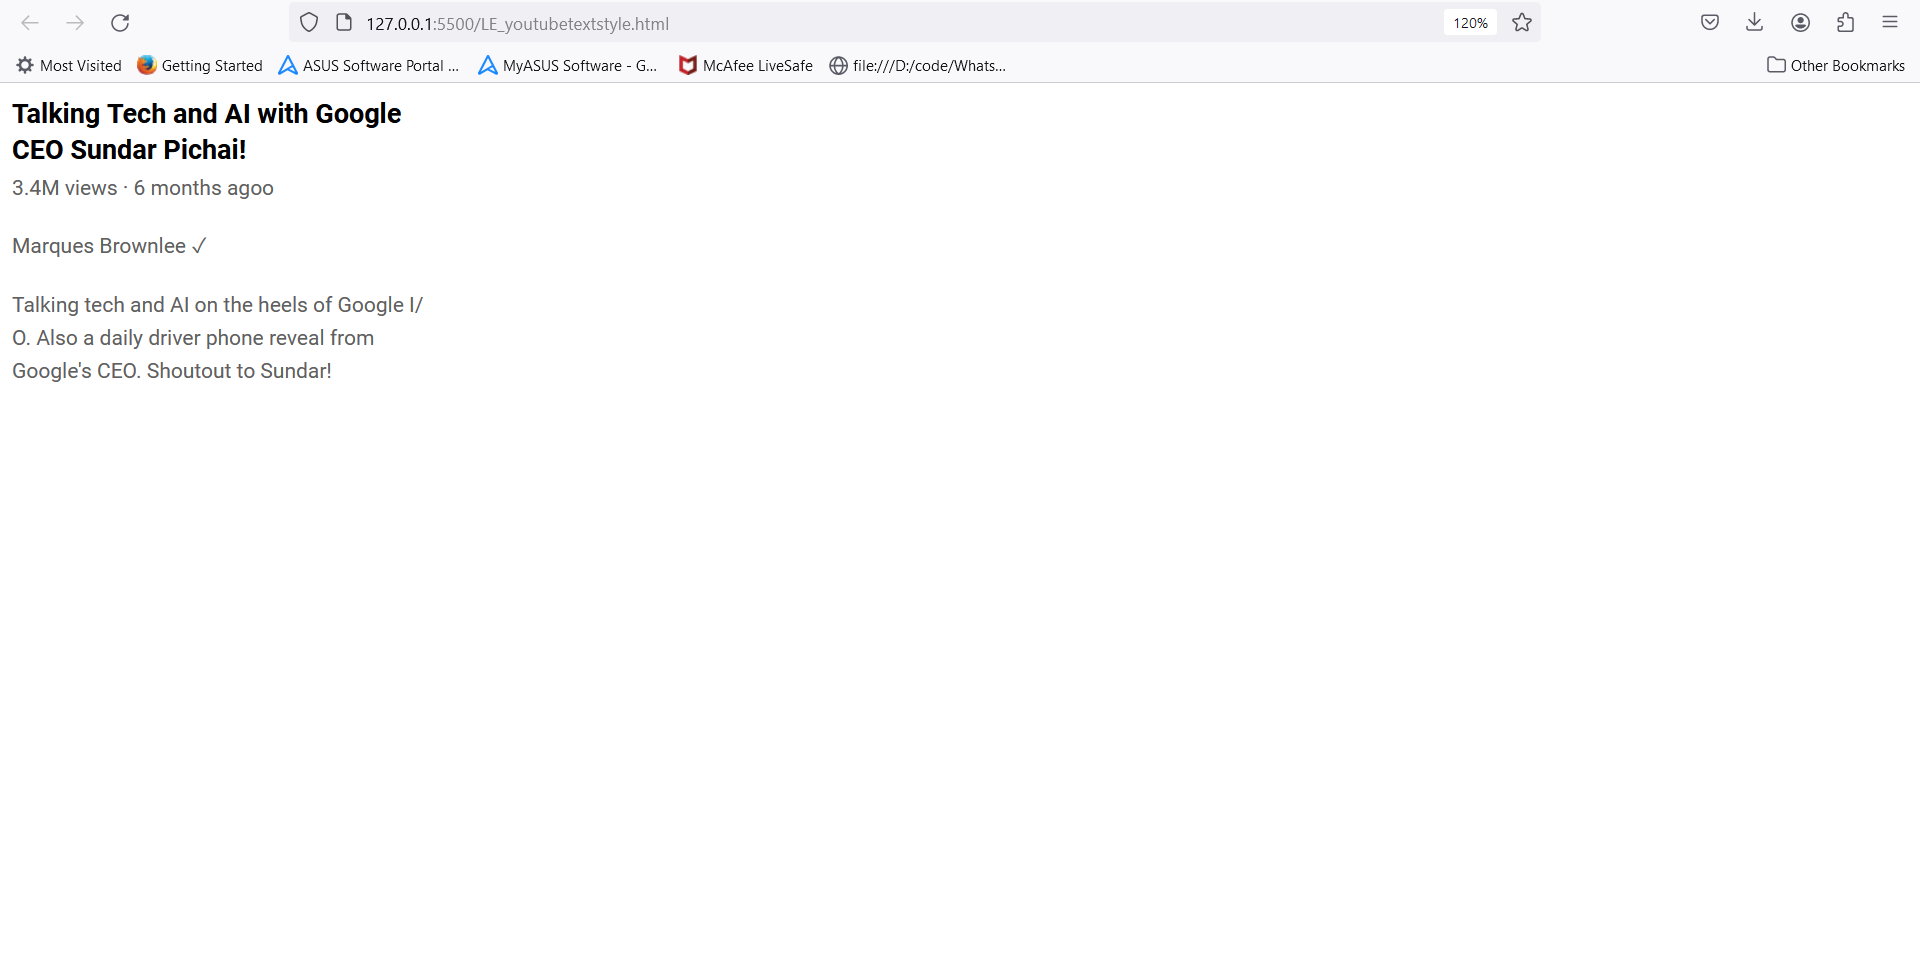 127.0.0.1:5500/LE_youtubetextstyle.html
120%
Most Visited
Getting Started
ASUS Software Portal ...
MyASUS Software - G...
McAfee LiveSafe
file:///D:/code/Whats...
Other Bookmarks
Talking Tech and AI with Google
CEO Sundar Pichai!
3.4M views · 6 months agoo
Marques Brownlee ✓
Talking tech and AI on the heels of Google I/
O. Also a daily driver phone reveal from
Google's CEO. Shoutout to Sundar!